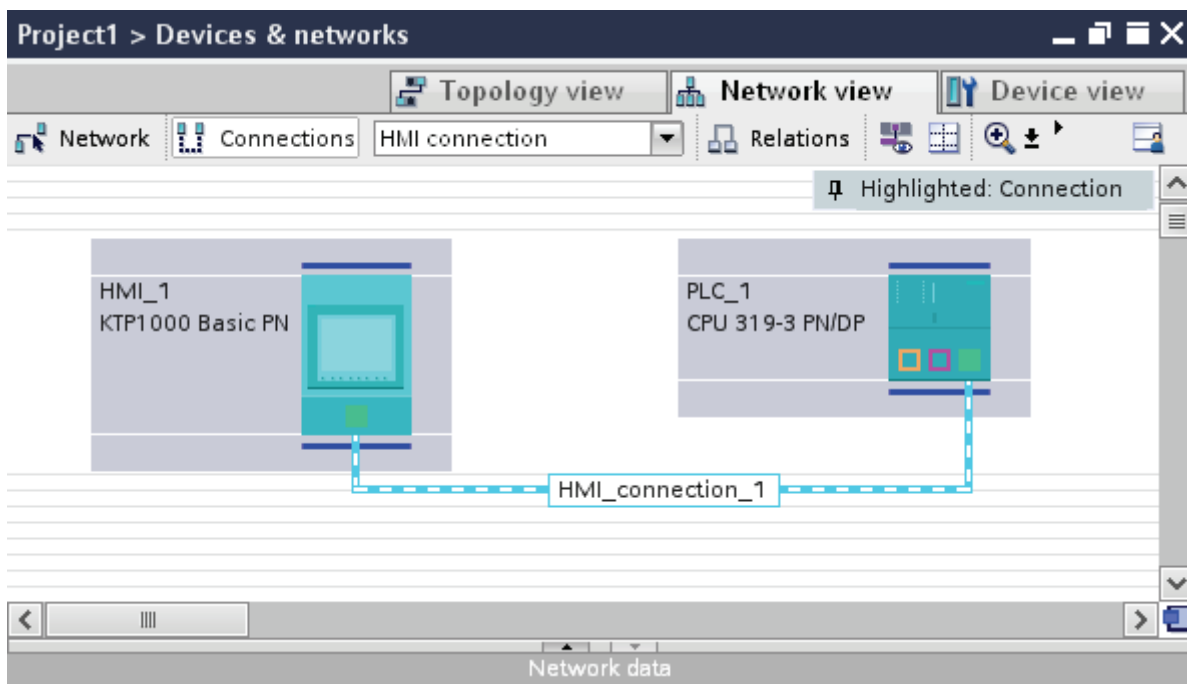 Project1 > Devices & networks
Topology view
Network view
Device view
Network
Connections
HMI connection
Relations
Highlighted: Connection
HMI_1
KTP1000 Basic PN
PLC_1
CPU 319-3 PN/DP
HMI_connection_1
Network data